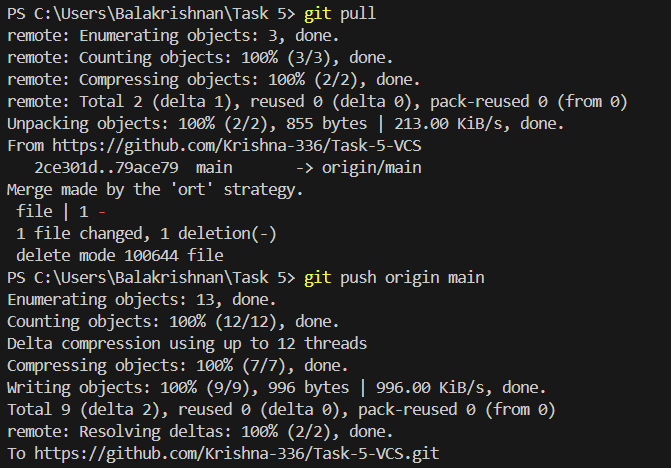 PS C:\Users\Balakrishnan\Task 5> git pull
remote: Enumerating objects: 3, done.
remote: Counting objects: 100% (3/3), done.
remote: Compressing objects: 100% (2/2), done.
remote: Total 2 (delta 1), reused 0 (delta 0), pack-reused 0 (from 0)
Unpacking objects: 100% (2/2), 855 bytes | 213.00 KiB/s, done.
From https://github.com/Krishna-336/Task-5-VCS
   2ce301d..79ace79  main       -> origin/main
Merge made by the 'ort' strategy.
 file | 1 -
 1 file changed, 1 deletion(-)
 delete mode 100644 file
PS C:\Users\Balakrishnan\Task 5> git push origin main
Enumerating objects: 13, done.
Counting objects: 100% (12/12), done.
Delta compression using up to 12 threads
Compressing objects: 100% (7/7), done.
Writing objects: 100% (9/9), 996 bytes | 996.00 KiB/s, done.
Total 9 (delta 2), reused 0 (delta 0), pack-reused 0 (from 0)
remote: Resolving deltas: 100% (2/2), done.
To https://github.com/Krishna-336/Task-5-VCS.git